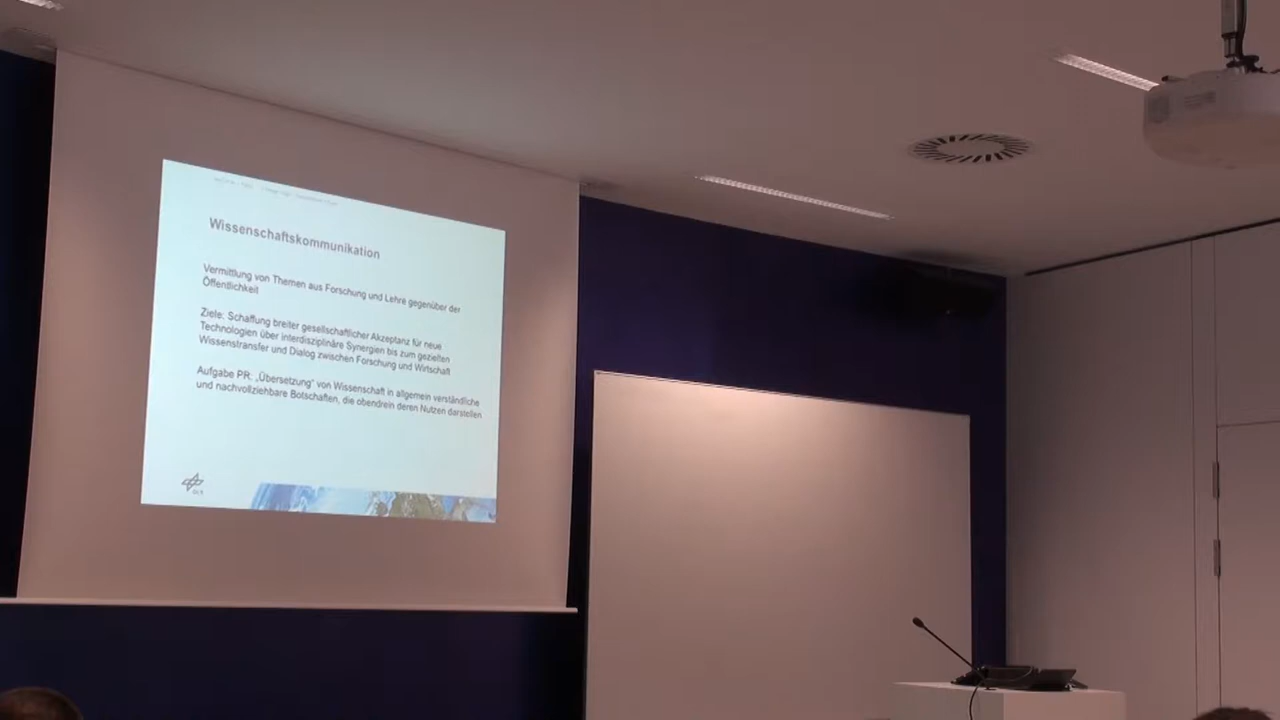 Wissenschaftskommunikation
Vermittlung von Themen aus Forschung und Lehre gegenüber der
Öffentlichkeit
Ziele: Schaffung breiter gesellschaftlicher Akzeptanz für neue
Technologien über interdisziplinäre Synergien bis zum gezielten
Wissenstransfer und Dialog zwischen Forschung und Wirtschaft
Aufgabe PR: „Übersetzung“ von Wissenschaft in allgemein verständliche
und nachvollziehbare Botschaften, die obendrein deren Nutzen darstellen
DLR